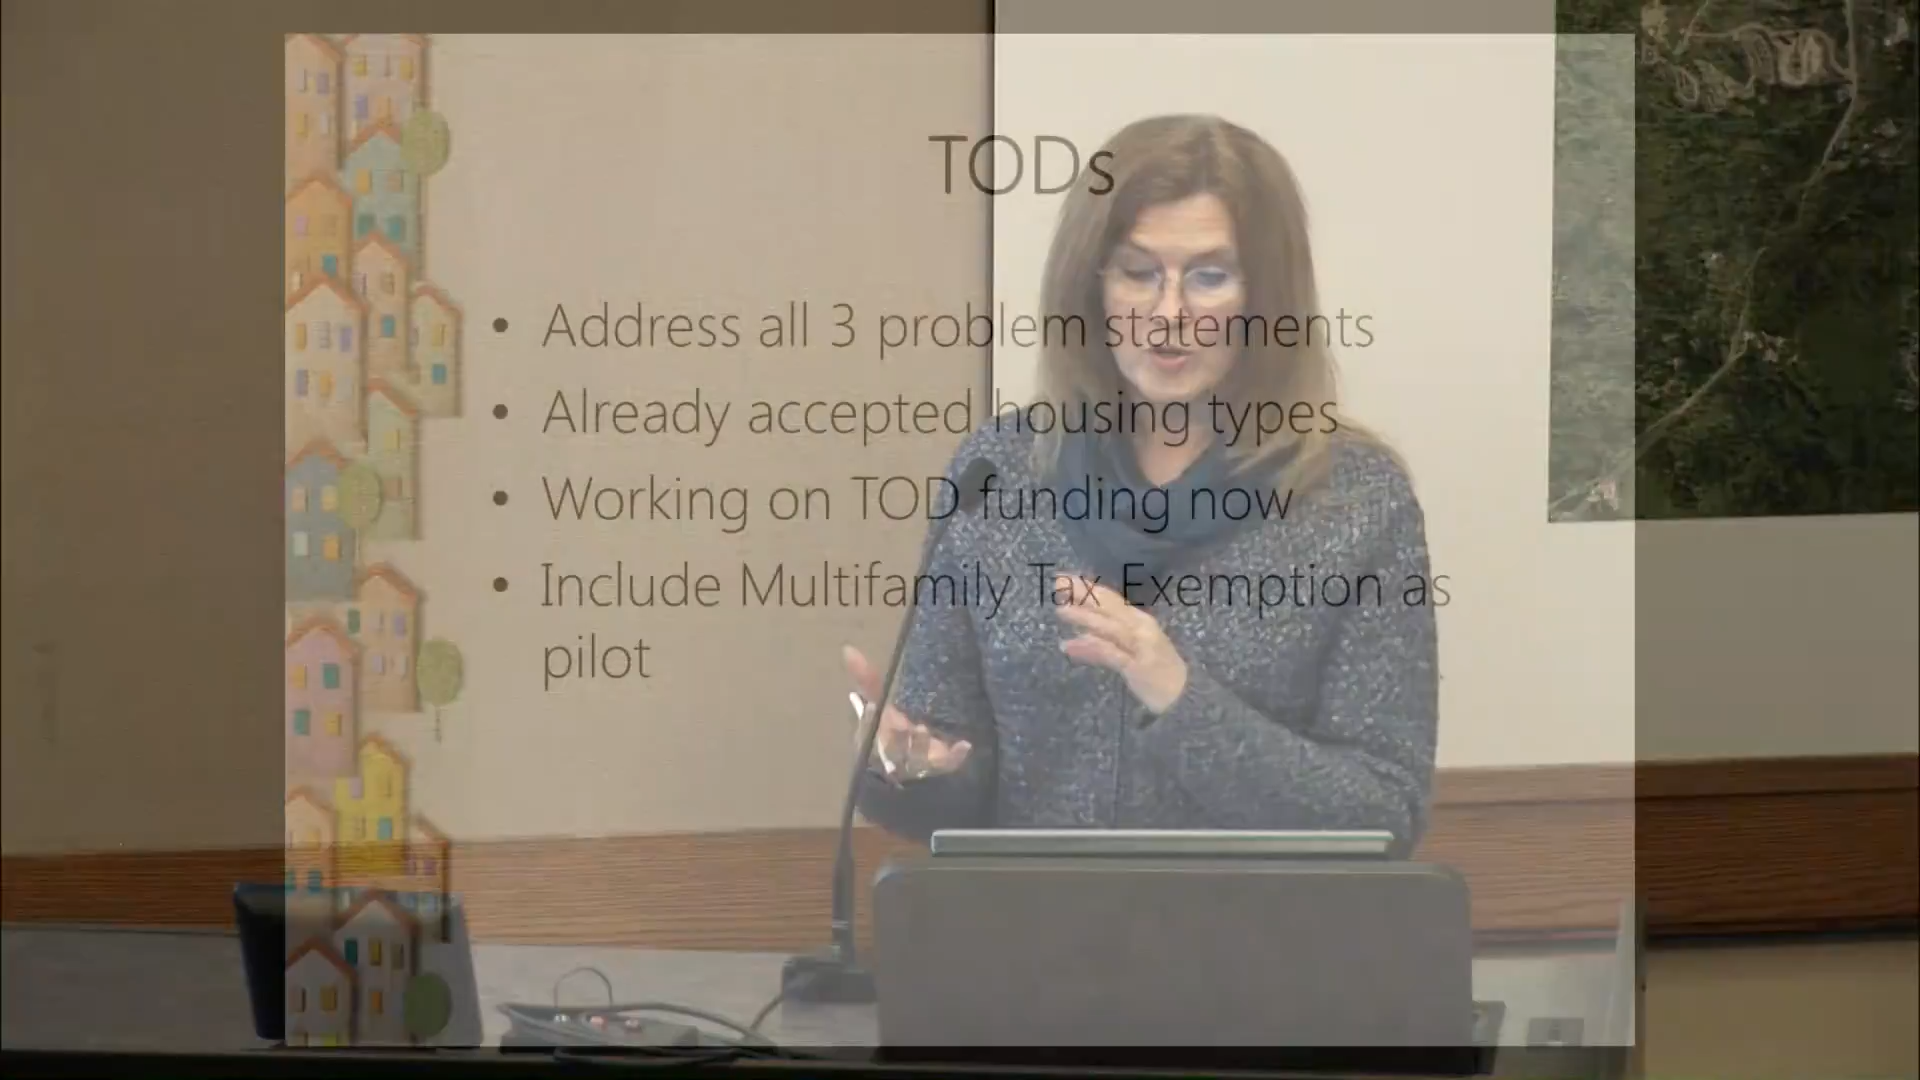 TODs
• Address all 3 problem statements
• Already accepted housing types
• Working on TOD funding now
• Include Multifamily Tax Exemption as
pilot